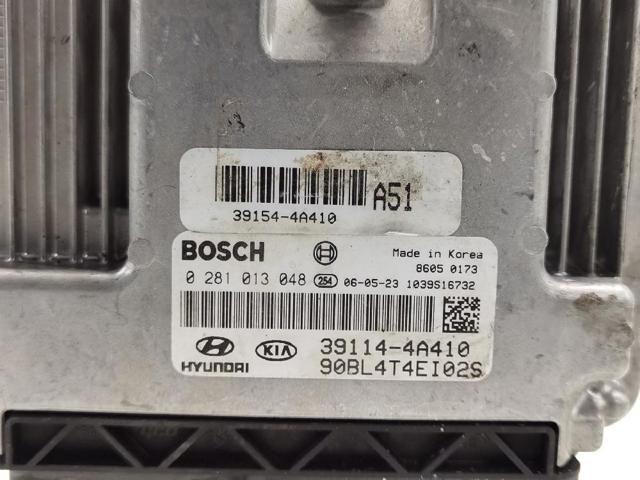 A51
39154-4A410
BOSCH
Made in Korea
8605 0173
0 281 013 048 254 06-05-23 1039S16732
HYUNDAI KIA 39114-4A410
90BL4T4EI02S